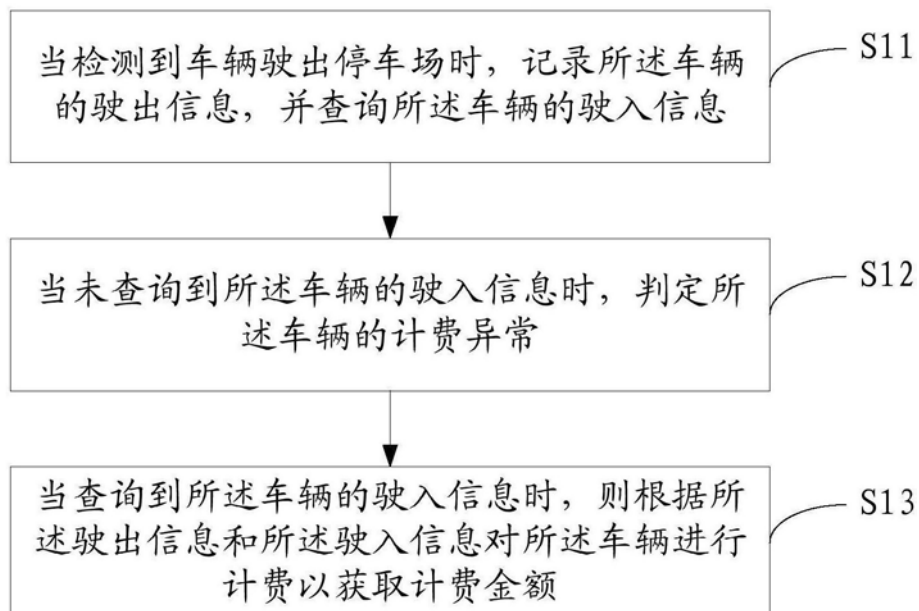 当检测到车辆驶出停车场时，记录所述车辆
的驶出信息，并查询所述车辆的驶入信息
S11
当未查询到所述车辆的驶入信息时，判定所
述车辆的计费异常
S12
当查询到所述车辆的驶入信息时，则根据所
述驶出信息和所述驶入信息对所述车辆进行
计费以获取计费金额
S13